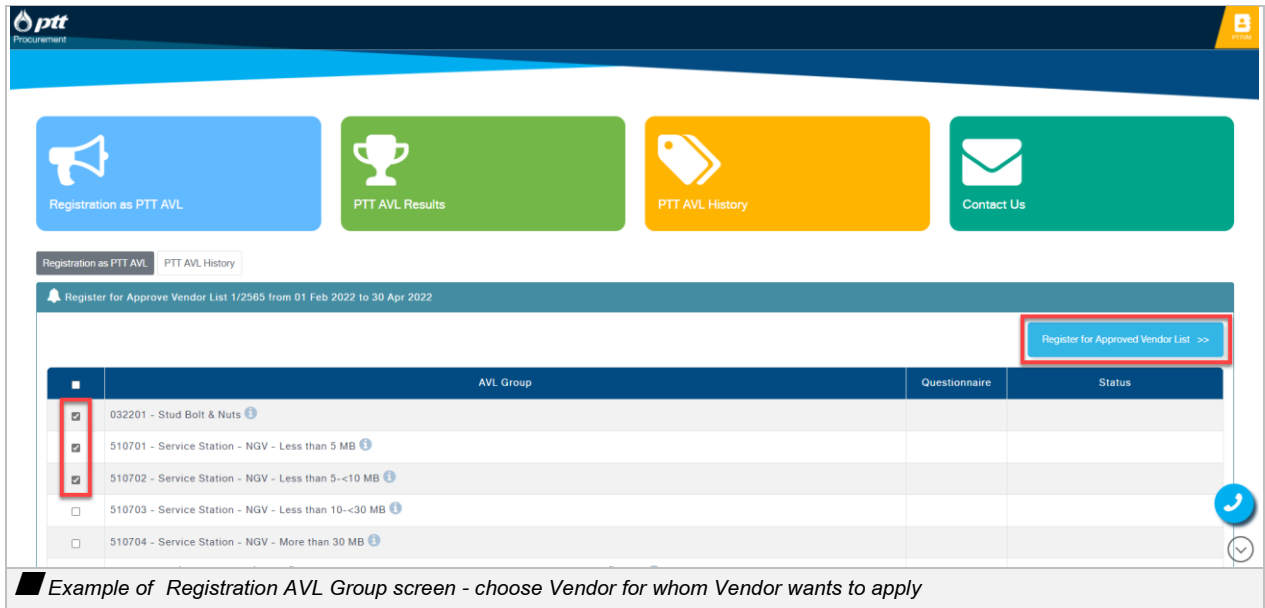 ptt
Procurement
Registration as PTT AVL
PTT AVL Results
PTT AVL History
Contact Us
Registration as PTT AVL
PTT AVL History
Register for Approve Vendor List 1/2565 from 01 Feb 2022 to 30 Apr 2022
Register for Approved Vendor List >>
AVL Group
Questionnaire
Status
032201 - Stud Bolt & Nuts
510701 - Service Station - NGV - Less than 5 MB
510702 - Service Station - NGV - Less than 5-<10 MB
510703 - Service Station - NGV - Less than 10-<30 MB
510704 - Service Station - NGV - More than 30 MB
Example of Registration AVL Group screen - choose Vendor for whom Vendor wants to apply